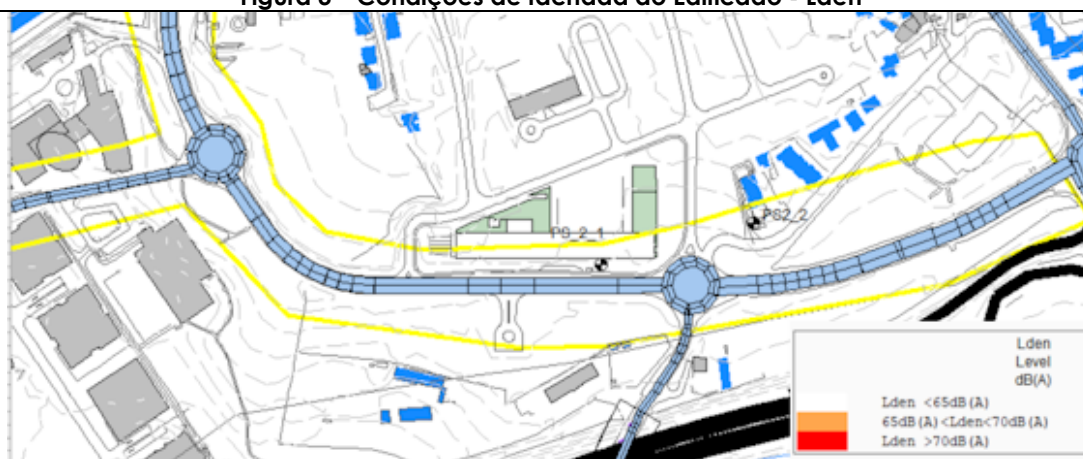 Figura 6 – Condições de Identada do Edificado - Lden
PS_2_1
PS2_2
Lden
Level
dB(A)
Lden <65dB(A)
65dB(A)<Lden<70dB(A)
Lden >70dB(A)